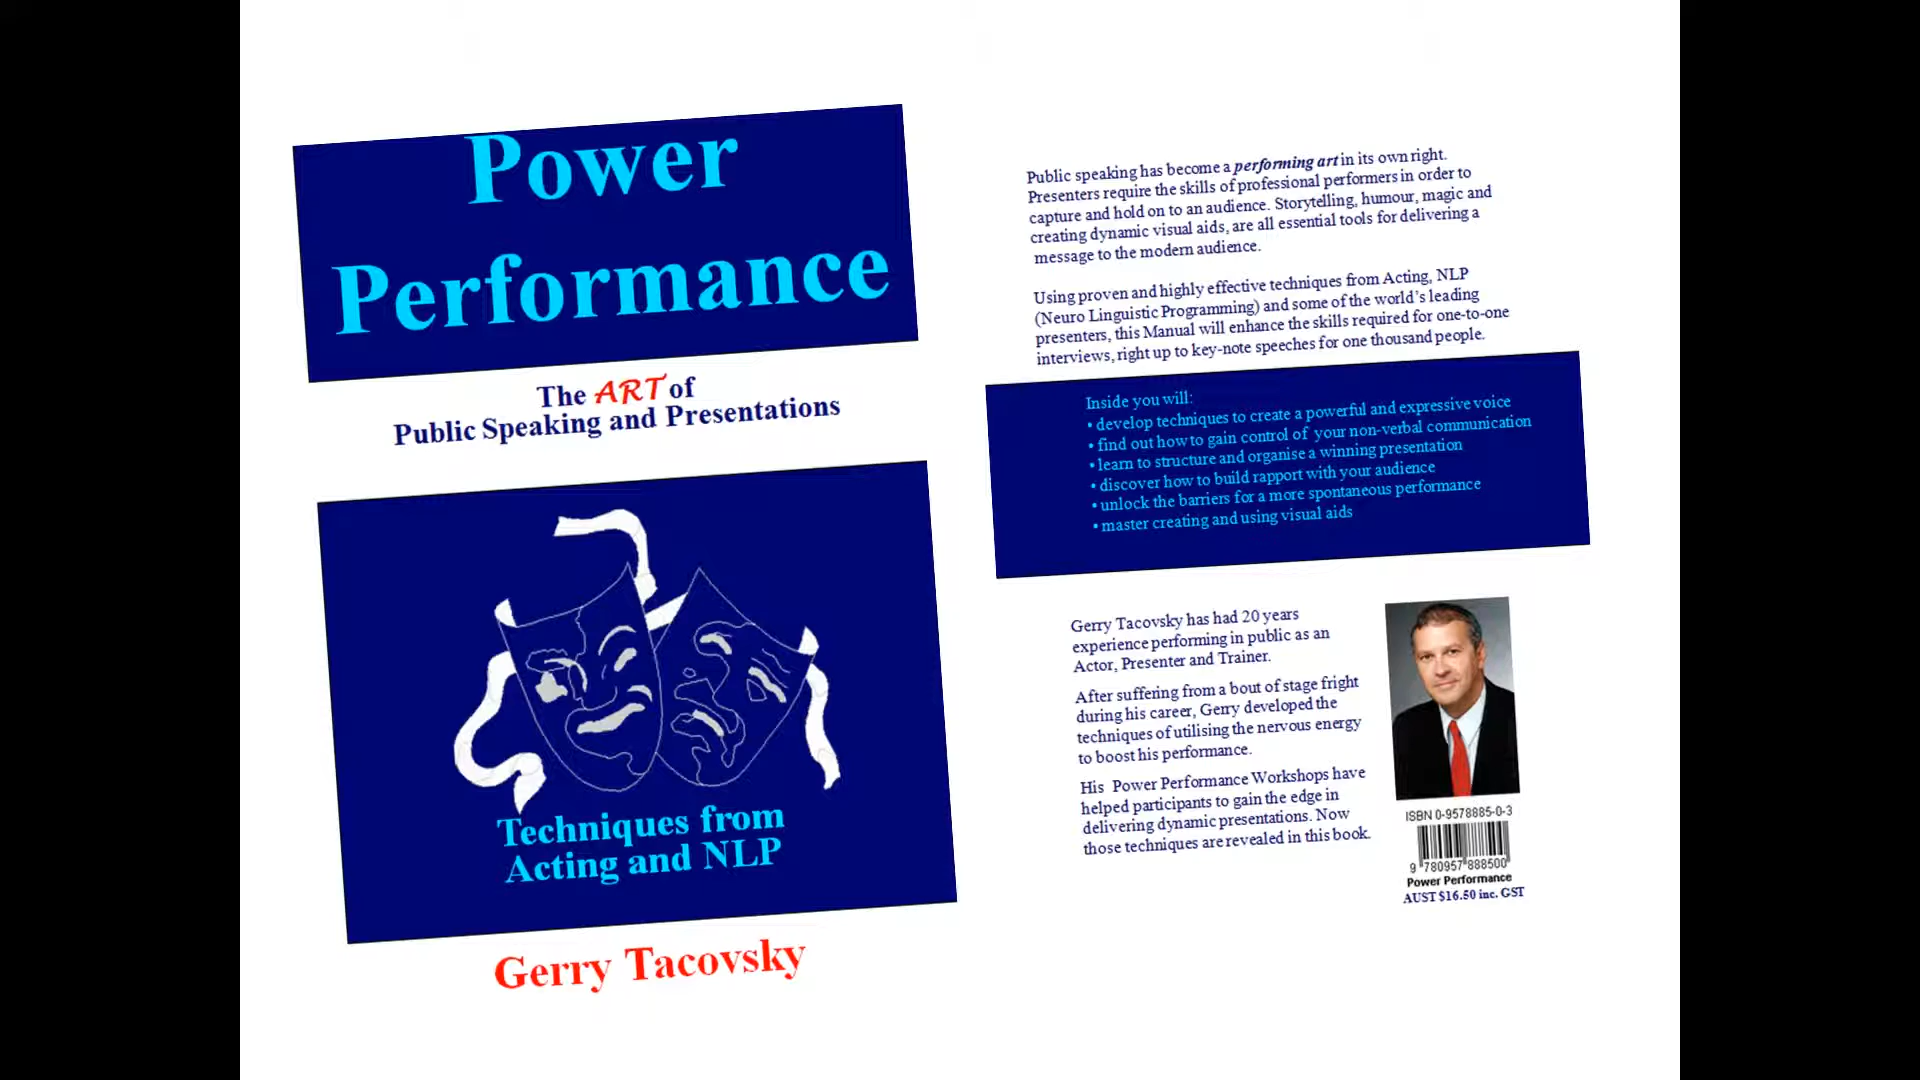 Power
Performance
The ART of
Public Speaking and Presentations
Techniques from
Acting and NLP
Gerry Tacovsky
Public speaking has become a performing art in its own right.
Presenters require the skills of professional performers in order to
capture and hold on to an audience. Storytelling, humour, magic and
creating dynamic visual aids, are all essential tools for delivering a
message to the modern audience.
Using proven and highly effective techniques from Acting, NLP
(Neuro Linguistic Programming) and some of the world's leading
presenters, this Manual will enhance the skills required for one-to-one
interviews, right up to key-note speeches for one thousand people.
Inside you will:
• develop techniques to create a powerful and expressive voice
• find out how to gain control of your non-verbal communication
• learn to structure and organise a winning presentation
• discover how to build rapport with your audience
• unlock the barriers for a more spontaneous performance
• master creating and using visual aids
Gerry Tacovsky has had 20 years
experience performing in public as an
Actor, Presenter and Trainer.
After suffering from a bout of stage fright
during his career, Gerry developed the
techniques of utilising the nervous energy
to boost his performance.
His Power Performance Workshops have
helped participants to gain the edge in
delivering dynamic presentations. Now
those techniques are revealed in this book.
ISBN 0-9578885-0-3
9 780957 888500
Power Performance
AUST $16.50 inc. GST